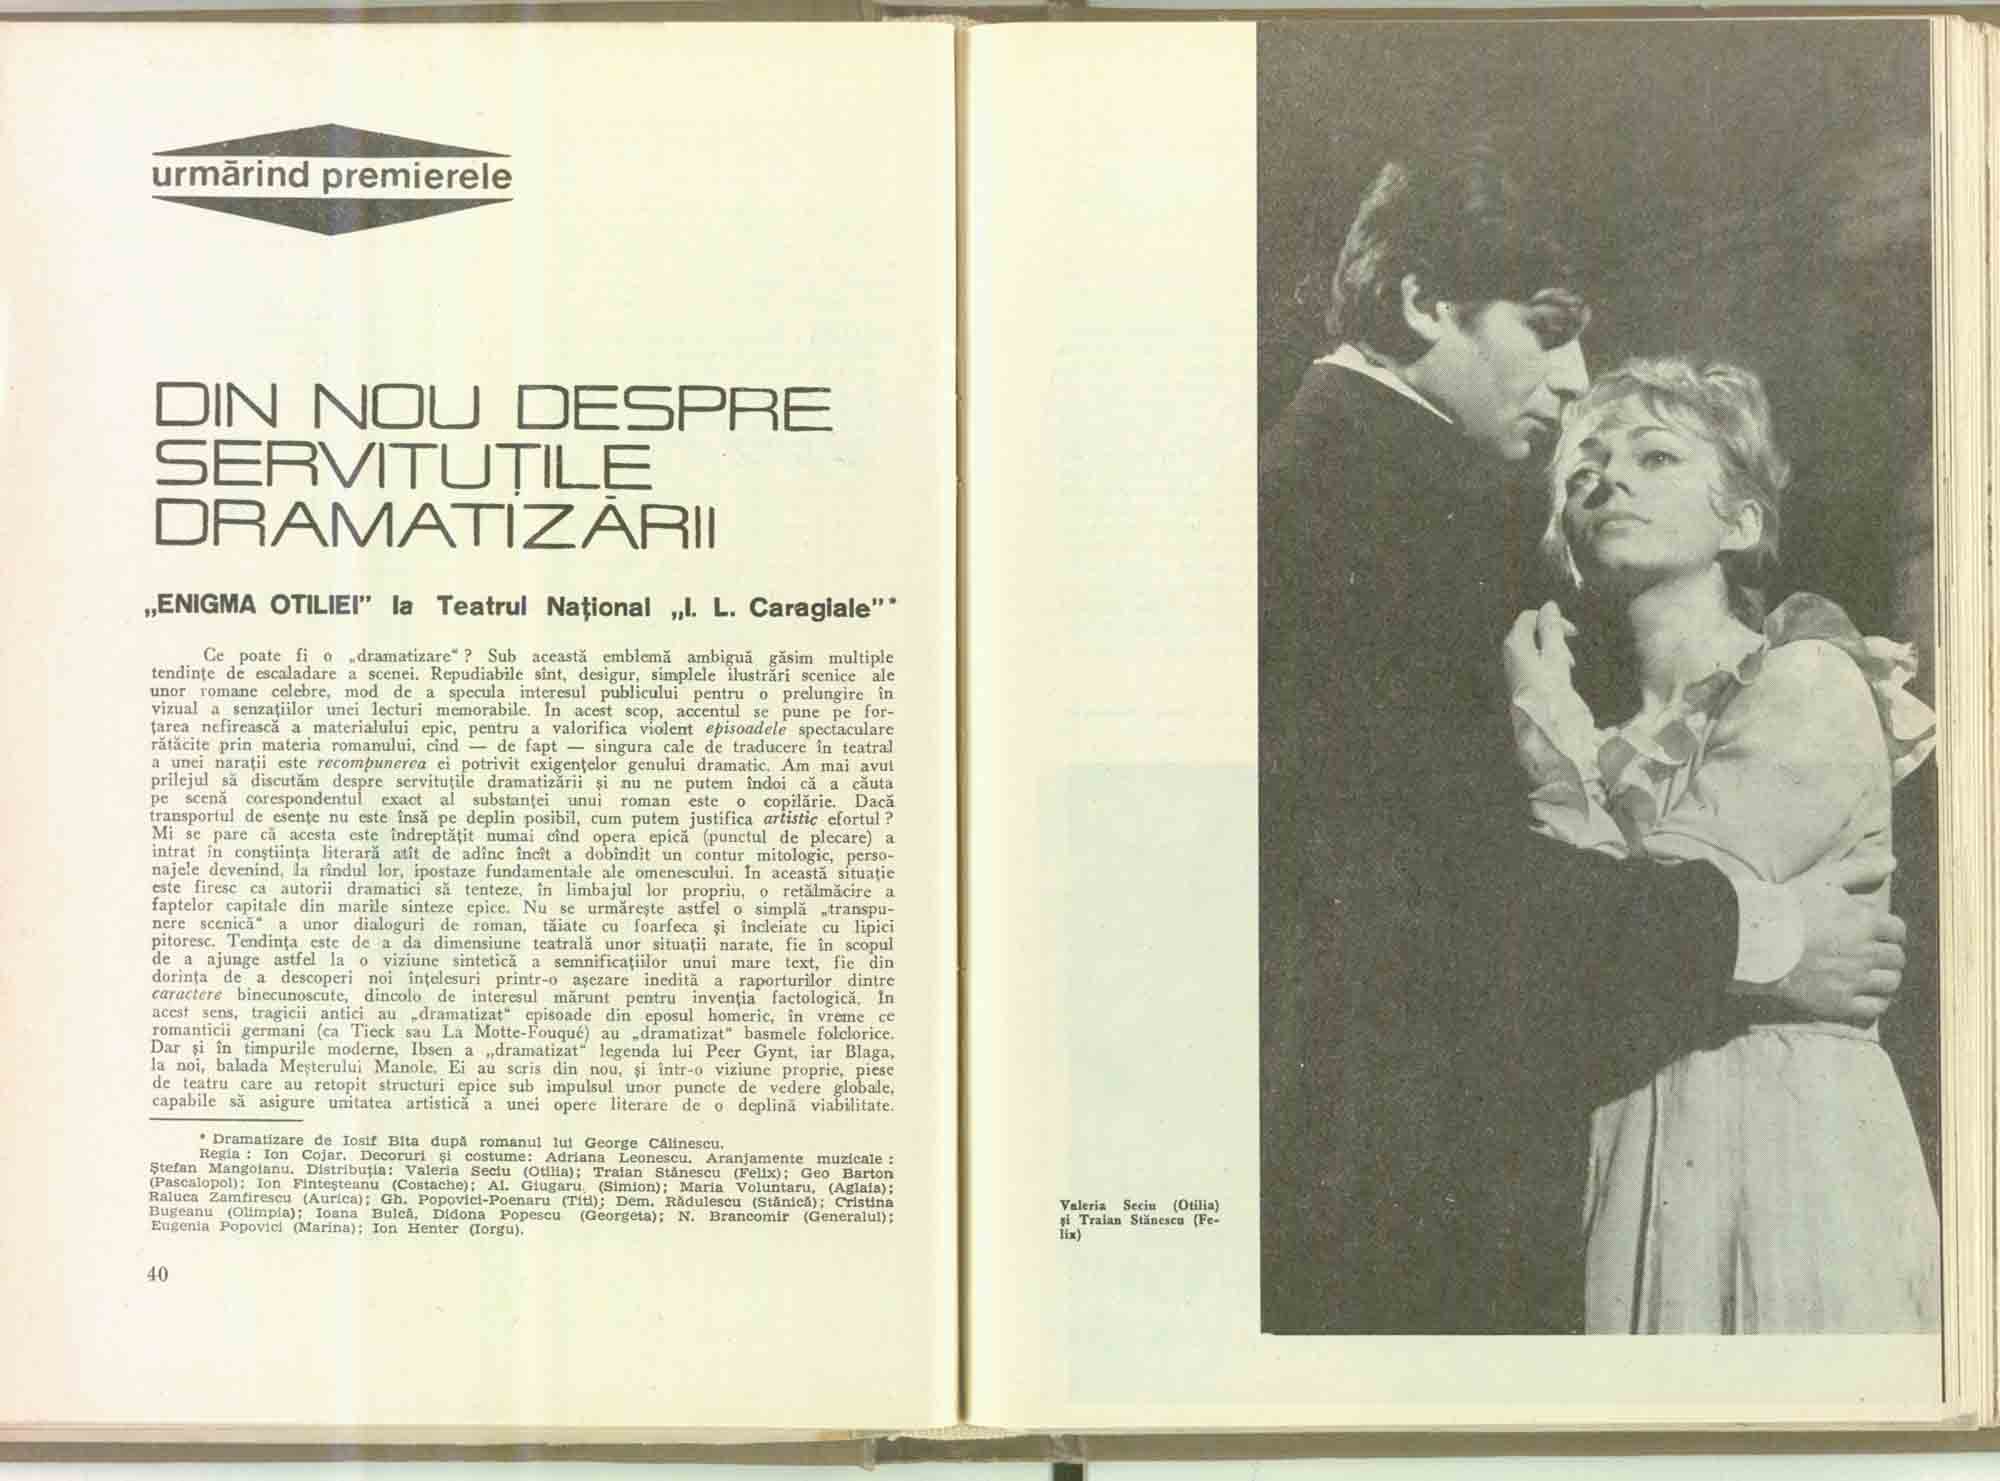 urmărind premierele
DIN NOU DESPRE
SERVITUȚILE
DRAMATIZĂRII
„ENIGMA OTILIEI” la Teatrul Național „I. L. Caragiale”*
Ce poate fi o „dramatizare“ ? Sub această emblemă ambiguă găsim multiple
tendințe de escaladare a scenei. Repudiabile sînt, desigur, simplele ilustrări scenice ale
unor romane celebre, mod de a specula interesul publicului pentru o prelungire în
vizual a senzațiilor unei lecturi memorabile. In acest scop, accentul se pune pe for-
țarea nefirească a materialului epic, pentru a valorifica violent episoadele spectaculare
rătăcite prin materia romanului, cînd — de fapt — singura cale de traducere în teatral
a unei narații este recompunerea ei potrivit exigențelor genului dramatic. Am mai avut
prilejul să discutăm despre servituțile dramatizării și nu ne putem îndoi că a căuta
pe scenă corespondentul exact al substanței unui roman este o copilărie. Dacă
transportul de esențe nu este însă pe deplin posibil, cum putem justifica artistic efortul ?
Mi se pare că acesta este îndreptățit numai cînd opera epică (punctul de plecare) a
intrat în conștiința literară atît de adînc încît a dobîndit un contur mitologic, perso-
najele devenind, la rîndul lor, ipostaze fundamentale ale omenescului. În această situație
este firesc ca autorii dramatici să tenteze, în limbajul lor propriu, o retălmăcire a
faptelor capitale din marile sinteze epice. Nu se urmărește astfel o simplă „transpu-
nere scenică“ a unor dialoguri de roman, tăiate cu foarfeca și încleiate cu lipici
pitoresc. Tendința este de a da dimensiune teatrală unor situații narate, fie în scopul
de a ajunge astfel la o viziune sintetică a semnificațiilor unui mare text, fie din
dorința de a descoperi noi înțelesuri printr-o așezare inedită a raporturilor dintre
caractere binecunoscute, dincolo de interesul mărunt pentru invenția factologică. În
acest sens, tragicii antici au „dramatizat“ episoade din eposul homeric, în vreme ce
romanticii germani (ca Tieck sau La Motte-Fouqué) au „dramatizat“ basmele folclorice.
Dar și în timpurile moderne, Ibsen a „dramatizat“ legenda lui Peer Gynt, iar Blaga,
la noi, balada Meșterului Manole. Ei au scris din nou, și într-o viziune proprie, piese
de teatru care au retopit structuri epice sub impulsul unor puncte de vedere globale,
capabile să asigure unitatea artistică a unei opere literare de o deplină viabilitate.
* Dramatizare de Iosif Bîta după romanul lui George Călinescu.
Regia : Ion Cojar. Decoruri și costume: Adriana Leonescu. Aranjamente muzicale :
Ștefan Mangoianu. Distribuția: Valeria Seciu (Otilia); Traian Stănescu (Felix); Geo Barton
(Pascalopol); Ion Finteșteanu (Costache); Al. Giugaru, (Simion); Maria Voluntaru, (Aglaia);
Raluca Zamfirescu (Aurica); Gh. Popovici-Poenaru (Titi); Dem. Rădulescu (Stănică); Cristina
Bugeanu (Olimpia); Ioana Bulcă, Didona Popescu (Georgeta); N. Brancomir (Generalul);
Eugenia Popovici (Marina); Ion Henter (Iorgu).
40
Valeria Seciu (Otilia)
și Traian Stănescu (Fe-
lix)